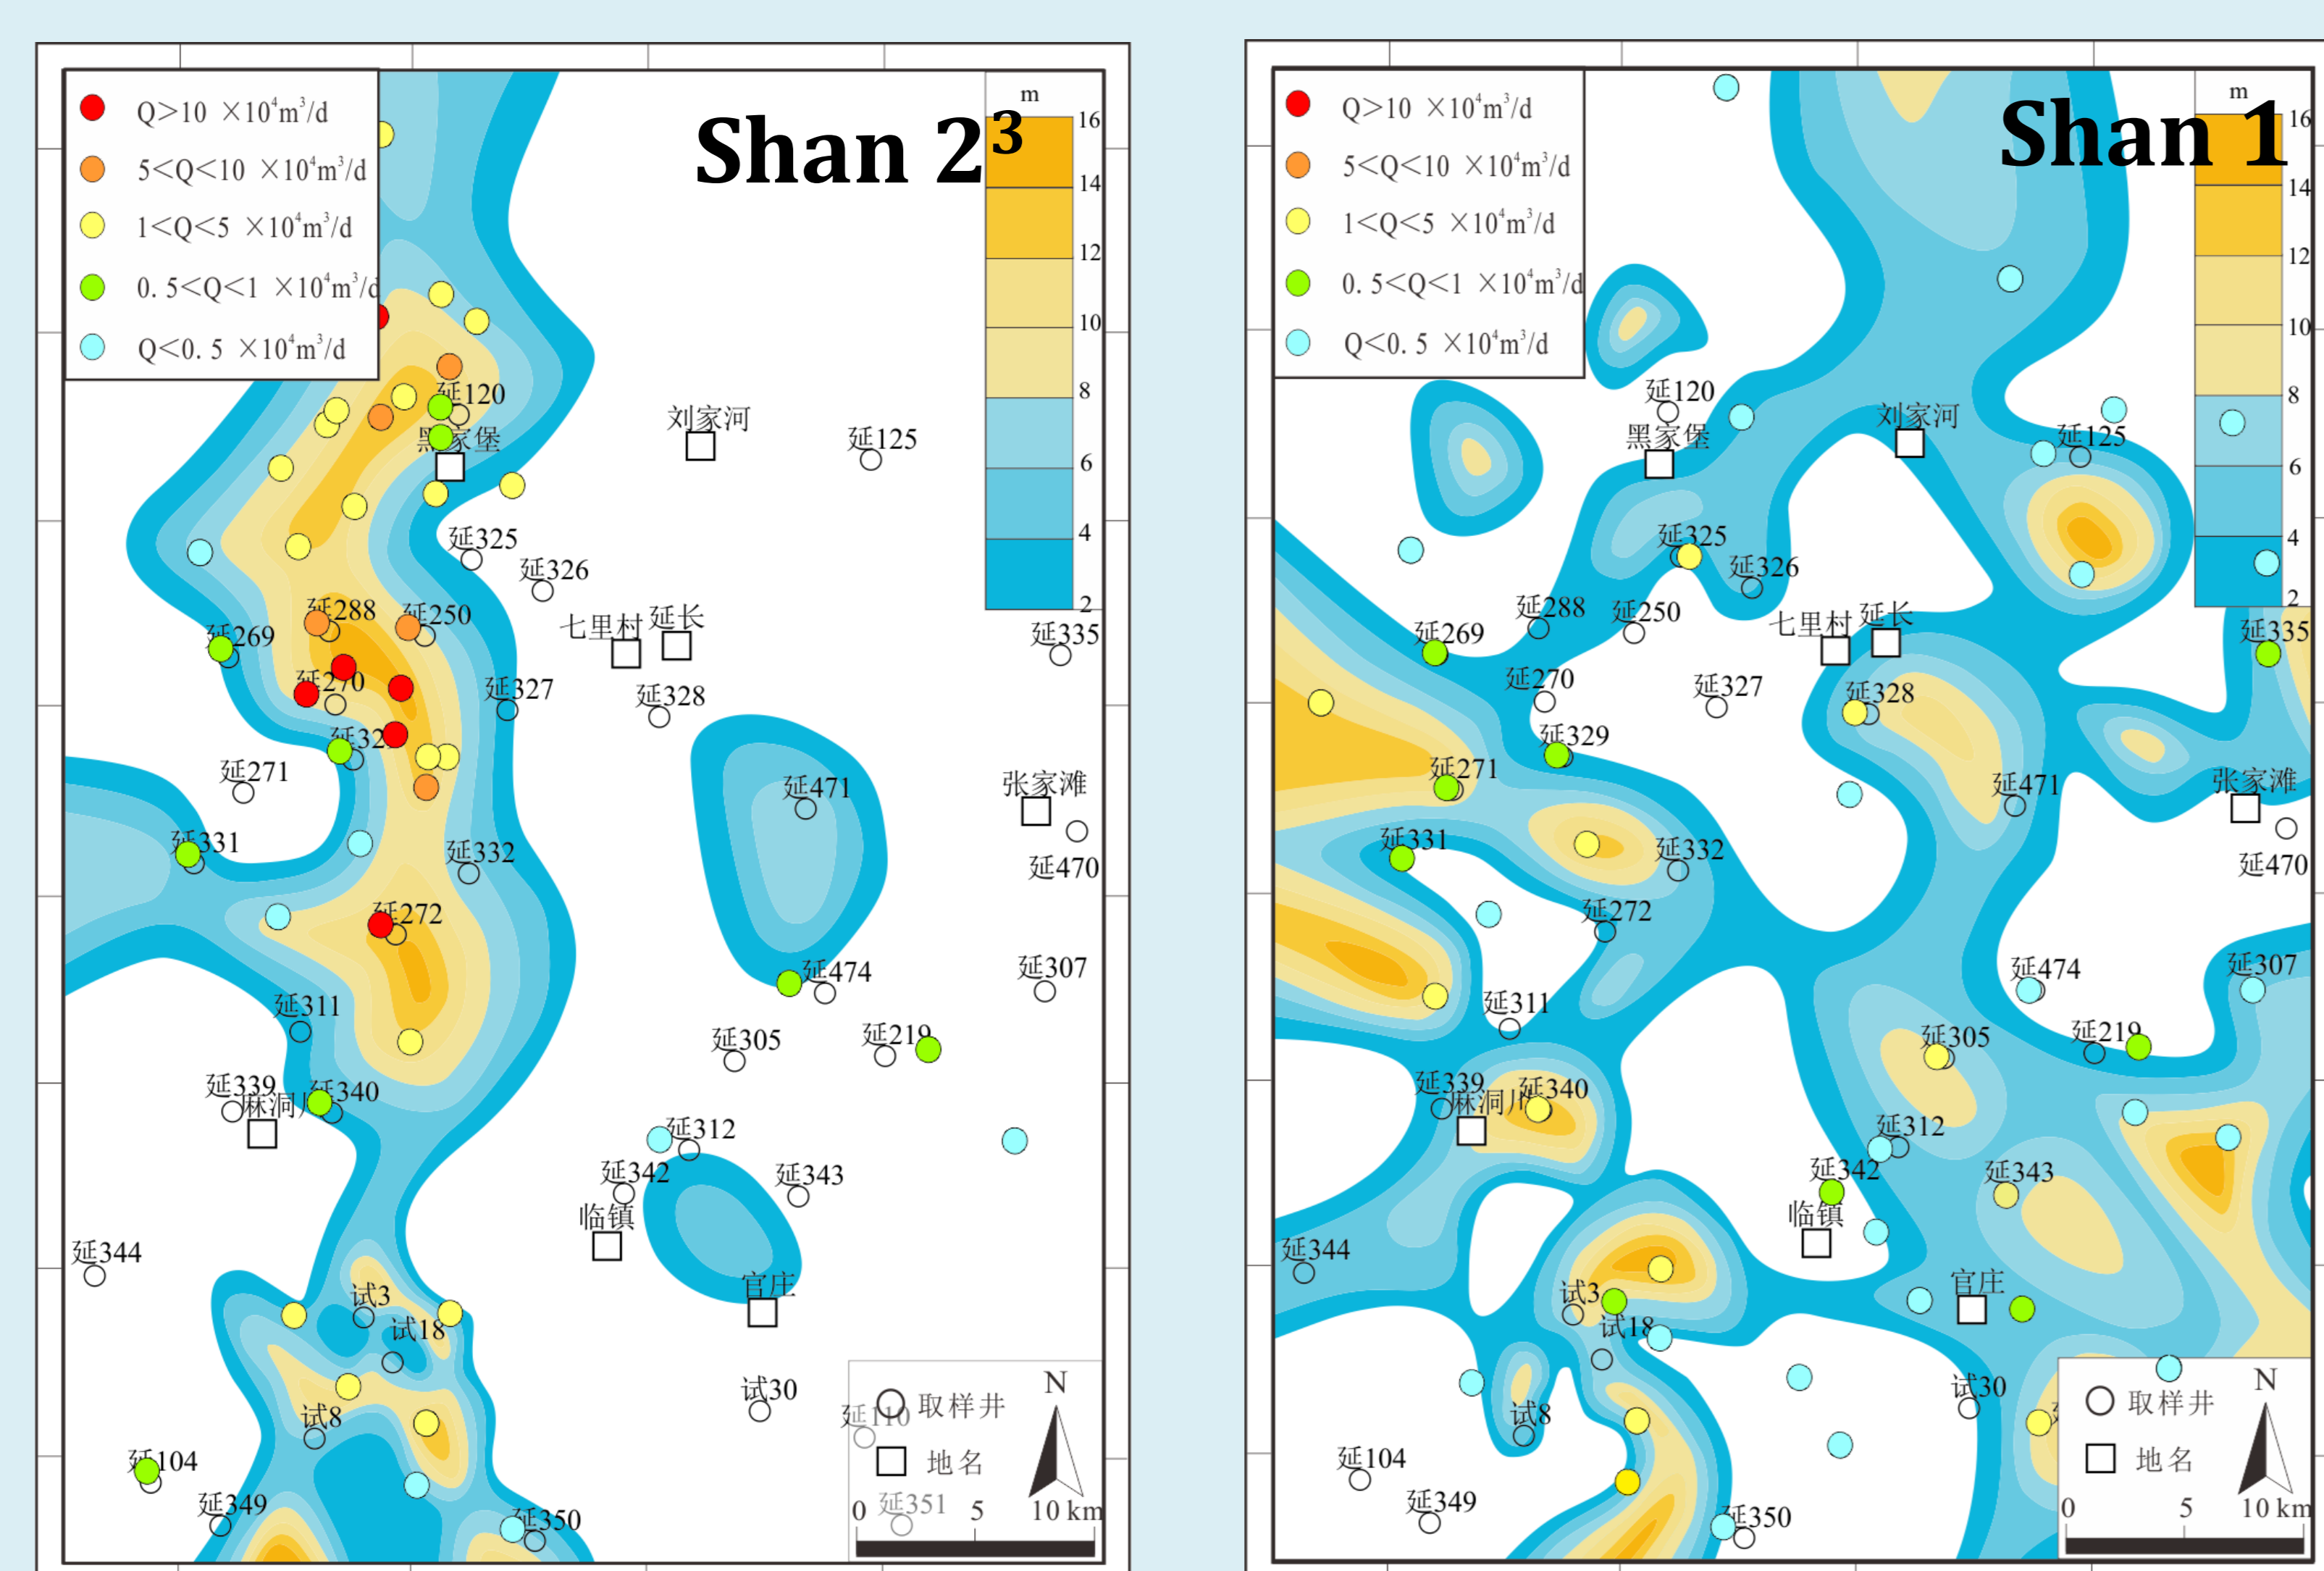 Q>10 ×10⁴m³/d
5<Q<10 ×10⁴m³/d
1<Q<5 ×10⁴m³/d
0.5<Q<1 ×10⁴m³/d
Q<0.5 ×10⁴m³/d
Shan 2³
m
16
14
12
10
8
6
4
2
延120
黑家堡
刘家河
延125
延325
延326
延288
延250
延269
七里村
延长
延335
延270
延327
延328
延32
延271
延471
张家滩
延331
延332
延470
延272
延474
延307
延311
延305
延219
延339
麻洞川
延340
延312
延342
延343
临镇
延344
官庄
试3
试18
试30
试8
延110
延104
延349
延350
延351
取样井
地名
N
0 5 10 km
Q>10 ×10⁴m³/d
5<Q<10 ×10⁴m³/d
1<Q<5 ×10⁴m³/d
0.5<Q<1 ×10⁴m³/d
Q<0.5 ×10⁴m³/d
Shan 1
m
16
14
12
10
8
6
4
2
延120
黑家堡
刘家河
延125
延325
延326
延288
延250
延269
七里村
延长
延335
延270
延327
延328
延329
延271
延471
张家滩
延331
延332
延470
延272
延474
延307
延311
延305
延219
延339
麻洞川
延340
延312
延342
延343
临镇
延344
官庄
试3
试18
试30
试8
延104
延349
延350
取样井
地名
N
0 5 10 km